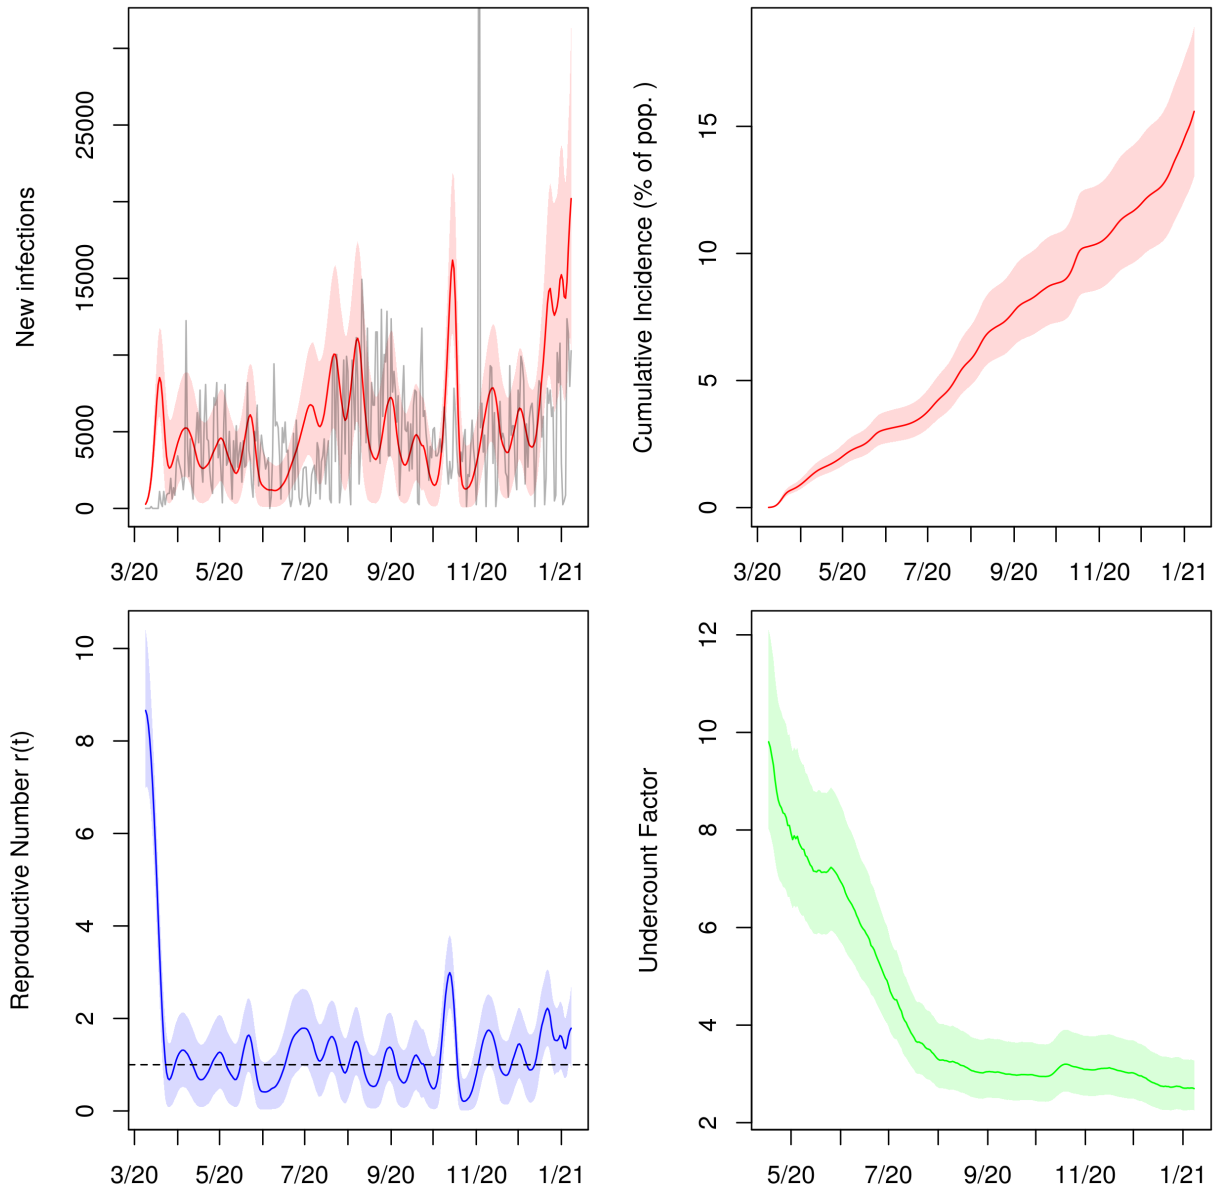 New infections
25000
15000
5000
0
3/20 5/20 7/20 9/20 11/20 1/21
Cumulative Incidence (% of pop. )
15
10
5
0
3/20 5/20 7/20 9/20 11/20 1/21
Reproductive Number r(t)
10
8
6
4
2
0
3/20 5/20 7/20 9/20 11/20 1/21
Undercount Factor
12
10
8
6
4
2
5/20 7/20 9/20 11/20 1/21